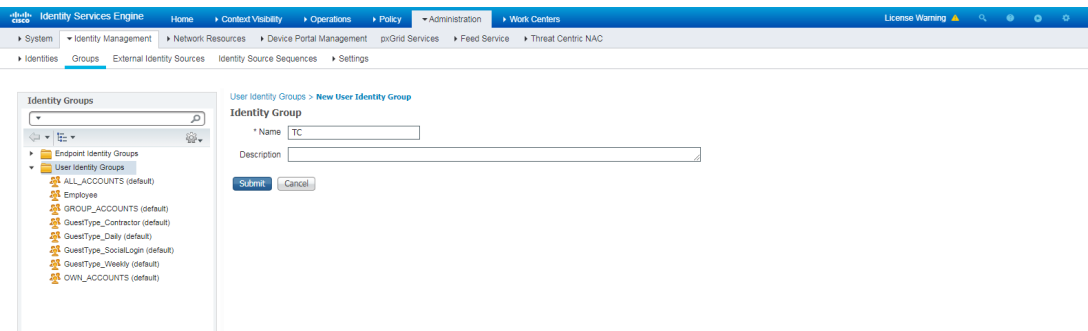 cisco Identity Services Engine Home Context Visibility Operations Policy Administration Work Centers License Warning
System Identity Management Network Resources Device Portal Management pxGrid Services Feed Service Threat Centric NAC
Identities Groups External Identity Sources Identity Source Sequences Settings
Identity Groups
Endpoint Identity Groups
User Identity Groups
ALL_ACCOUNTS (default)
Employee
GROUP_ACCOUNTS (default)
GuestType_Contractor (default)
GuestType_Daily (default)
GuestType_SocialLogin (default)
GuestType_Weekly (default)
OWN_ACCOUNTS (default)
User Identity Groups > New User Identity Group
Identity Group
* Name TC
Description
Submit Cancel